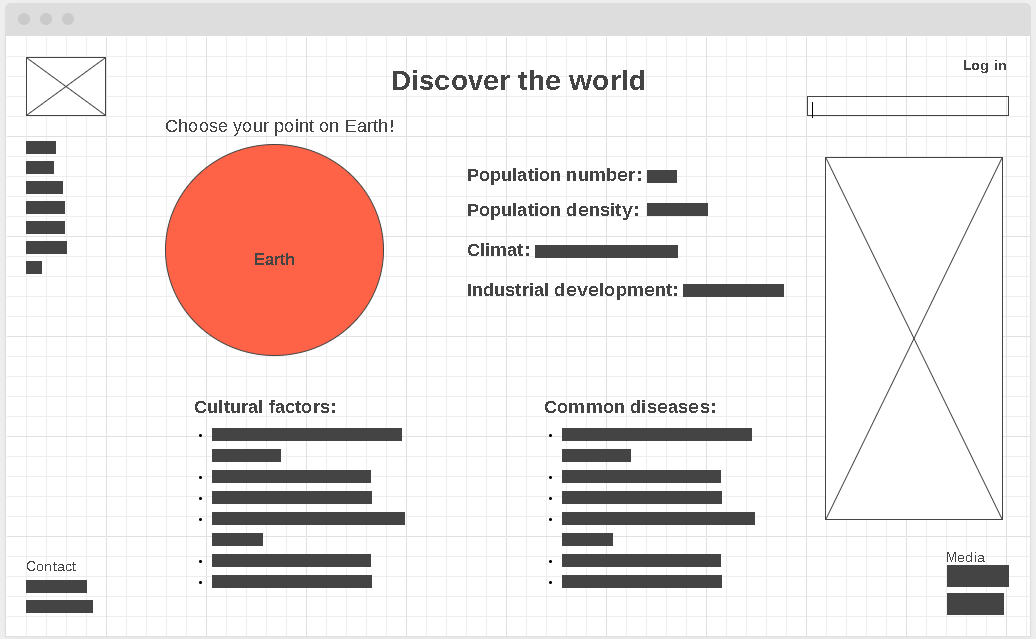 Discover the world
Log in
Choose your point on Earth!
Earth
Population number:
Population density:
Climat:
Industrial development:
Cultural factors:
Common diseases:
Contact
Media